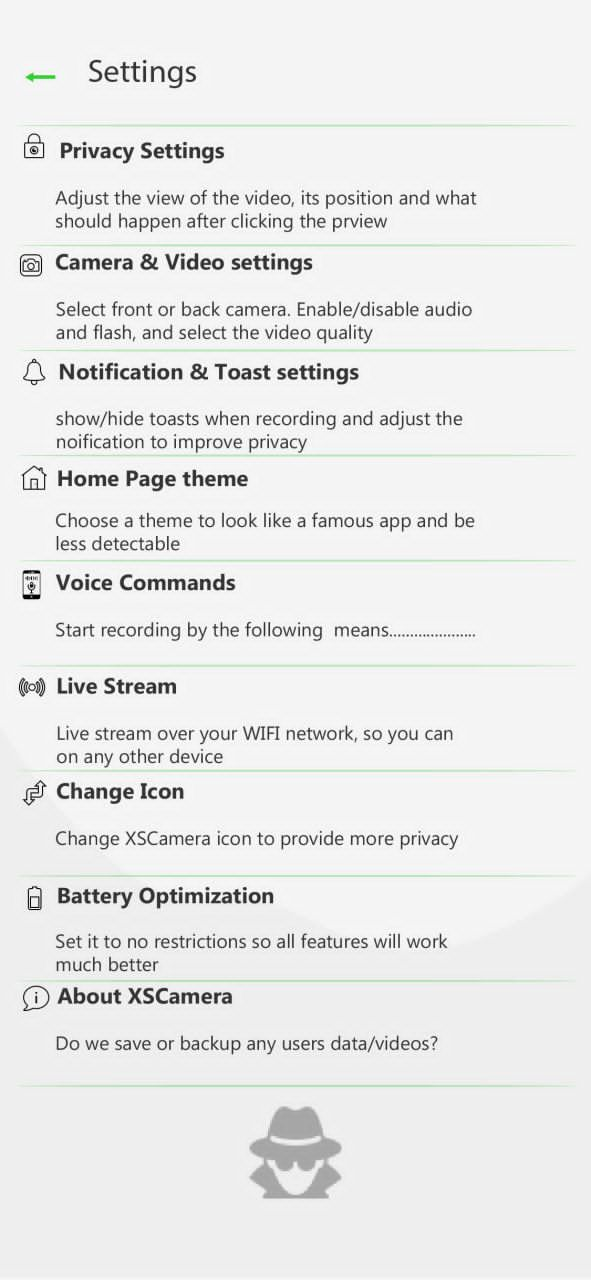 Settings
Privacy Settings
Adjust the view of the video, its position and what
should happen after clicking the prview
Camera & Video settings
Select front or back camera. Enable/disable audio
and flash, and select the video quality
Notification & Toast settings
show/hide toasts when recording and adjust the
noification to improve privacy
Home Page theme
Choose a theme to look like a famous app and be
less detectable
Voice Commands
Start recording by the following  means.....................
Live Stream
Live stream over your WIFI network, so you can
on any other device
Change Icon
Change XSCamera icon to provide more privacy
Battery Optimization
Set it to no restrictions so all features will work
much better
About XSCamera
Do we save or backup any users data/videos?